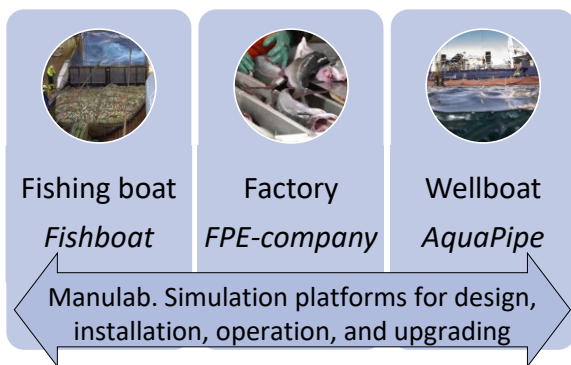 Fishing boat
Fishboat
Factory
FPE-company
Wellboat
AquaPipe
Manulab. Simulation platforms for design,
installation, operation, and upgrading